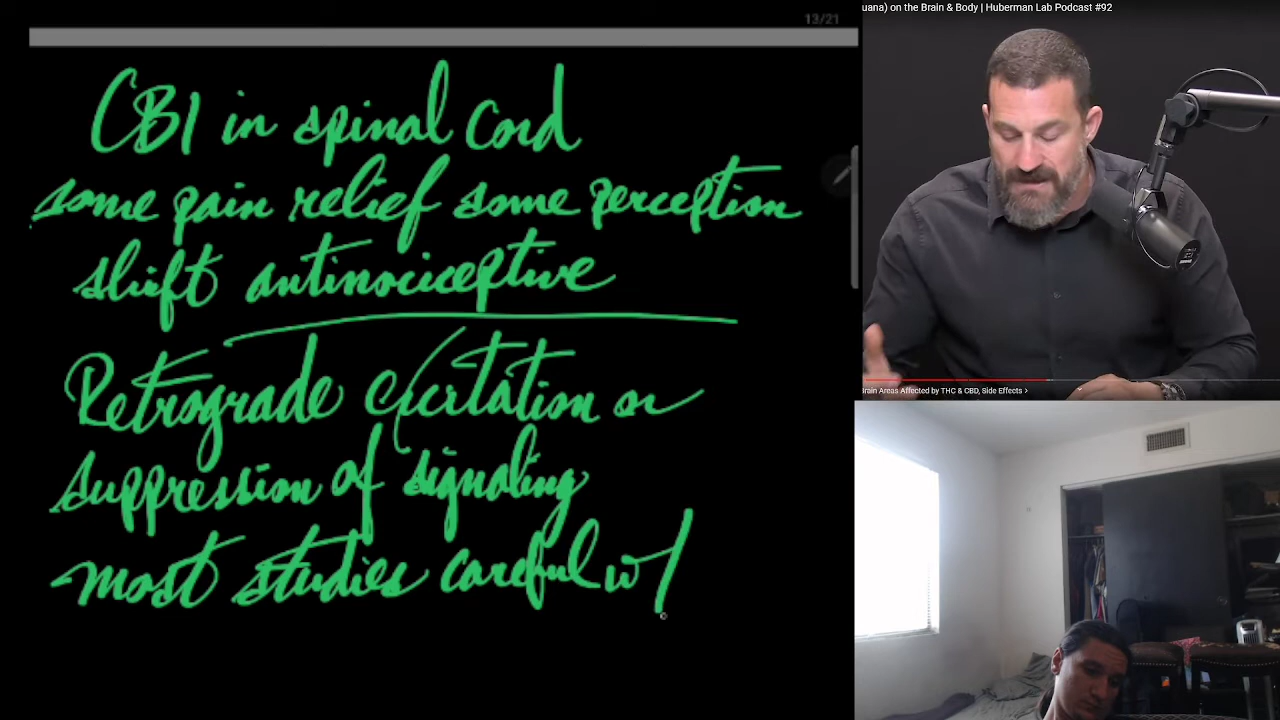 13/21
CB1 in spinal cord
some pain relief some perception
shift antinociceptive
Retrograde excitation or
suppression of signaling
most studies careful w/
uana) on the Brain & Body | Huberman Lab Podcast #92
Brain Areas Affected by THC & CBD, Side Effects >